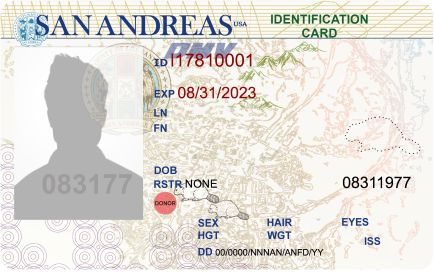 SAN ANDREAS USA
IDENTIFICATION
CARD
DMV
ID I17810001
EXP 08/31/2023
LN
FN
DOB
RSTR NONE
083177
08311977
DONOR
SEX HAIR EYES
HGT WGT ISS
DD 00/0000/NNNAN/ANFD/YY